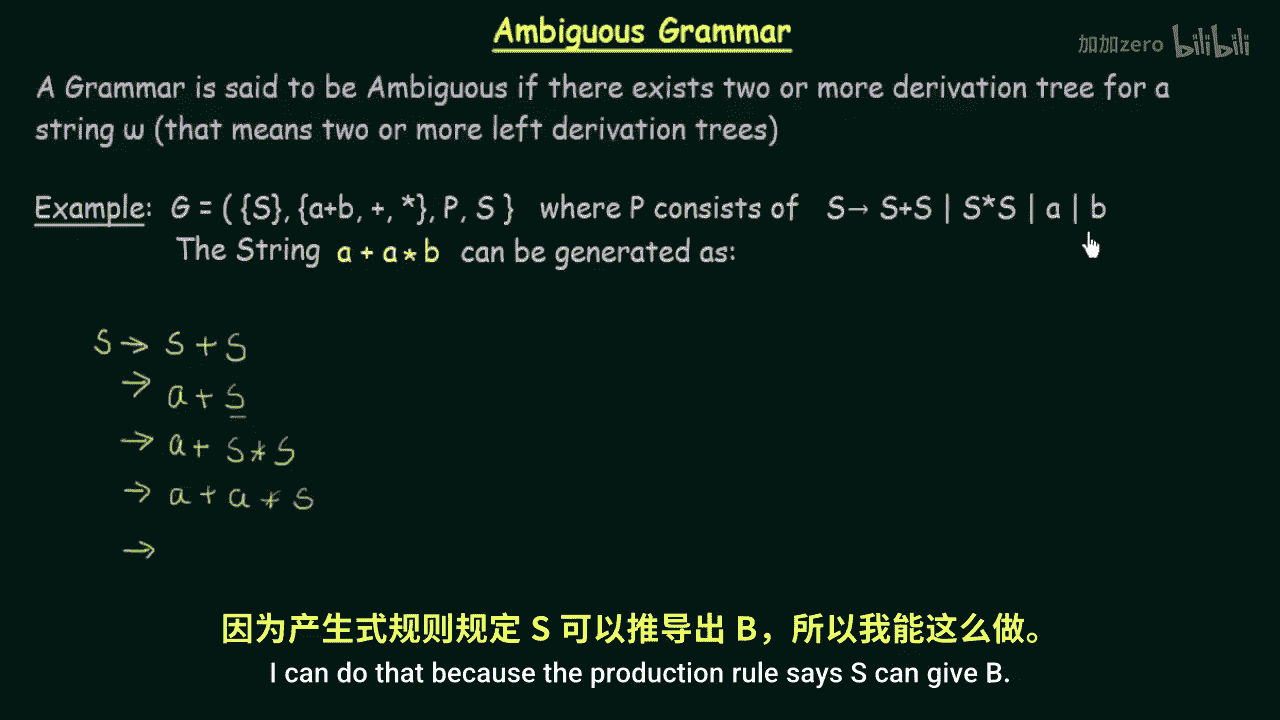 Ambiguous Grammar
加加zero bilibili
A Grammar is said to be Ambiguous if there exists two or more derivation tree for a
string w (that means two or more left derivation trees)
Example: G = ( {S}, {a+b, +, *}, P, S } where P consists of S→ S+S | S*S | a | b
The String a + a * b can be generated as:
S → S + S
→ a + S
→ a + S * S
→ a + a * S
→
因为产生式规则规定 S 可以推导出 B，所以我能这么做。
I can do that because the production rule says S can give B.